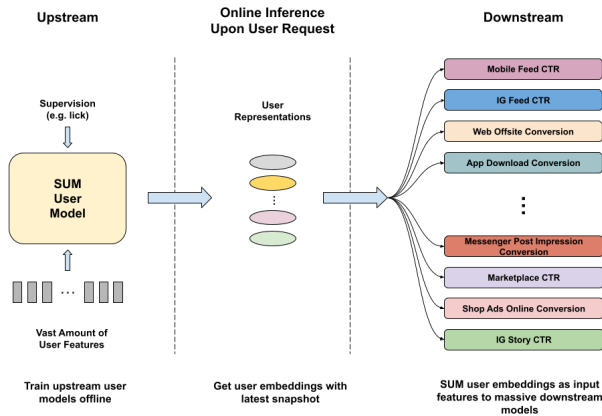 Upstream
Online Inference
Upon User Request
Downstream
Supervision
(e.g. lick)
SUM
User
Model
...
Vast Amount of
User Features
Train upstream user
models offline
User
Representations
...
Get user embeddings with
latest snapshot
Mobile Feed CTR
IG Feed CTR
Web Offsite Conversion
App Download Conversion
...
Messenger Post Impression
Conversion
Marketplace CTR
Shop Ads Online Conversion
IG Story CTR
SUM user embeddings as input
features to massive downstream
models